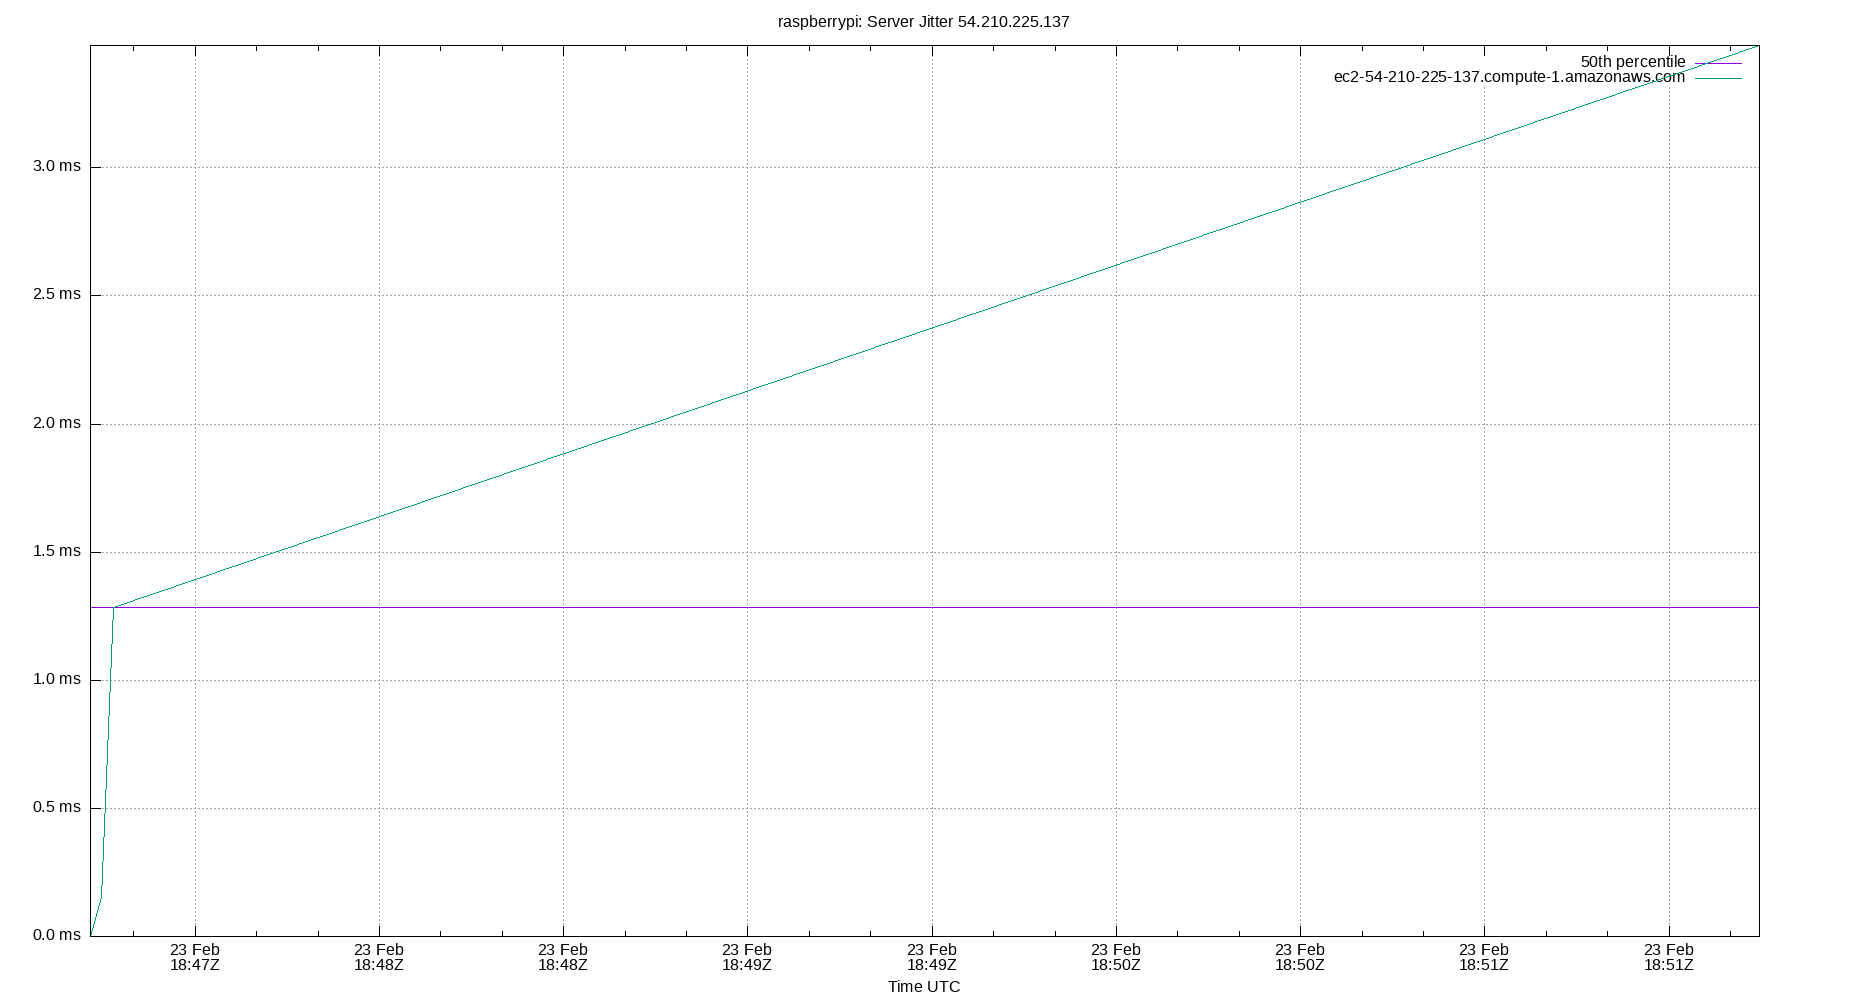 raspberrypi: Server Jitter 54.210.225.137
50th percentile
ec2-54-210-225-137.compute-1.amazonaws.com
3.0 ms
2.5 ms
2.0 ms
1.5 ms
1.0 ms
0.5 ms
0.0 ms
23 Feb 23 Feb 23 Feb 23 Feb 23 Feb 23 Feb 23 Feb 23 Feb 23 Feb
18:47Z 18:48Z 18:48Z 18:49Z 18:49Z 18:50Z 18:50Z 18:51Z 18:51Z
Time UTC